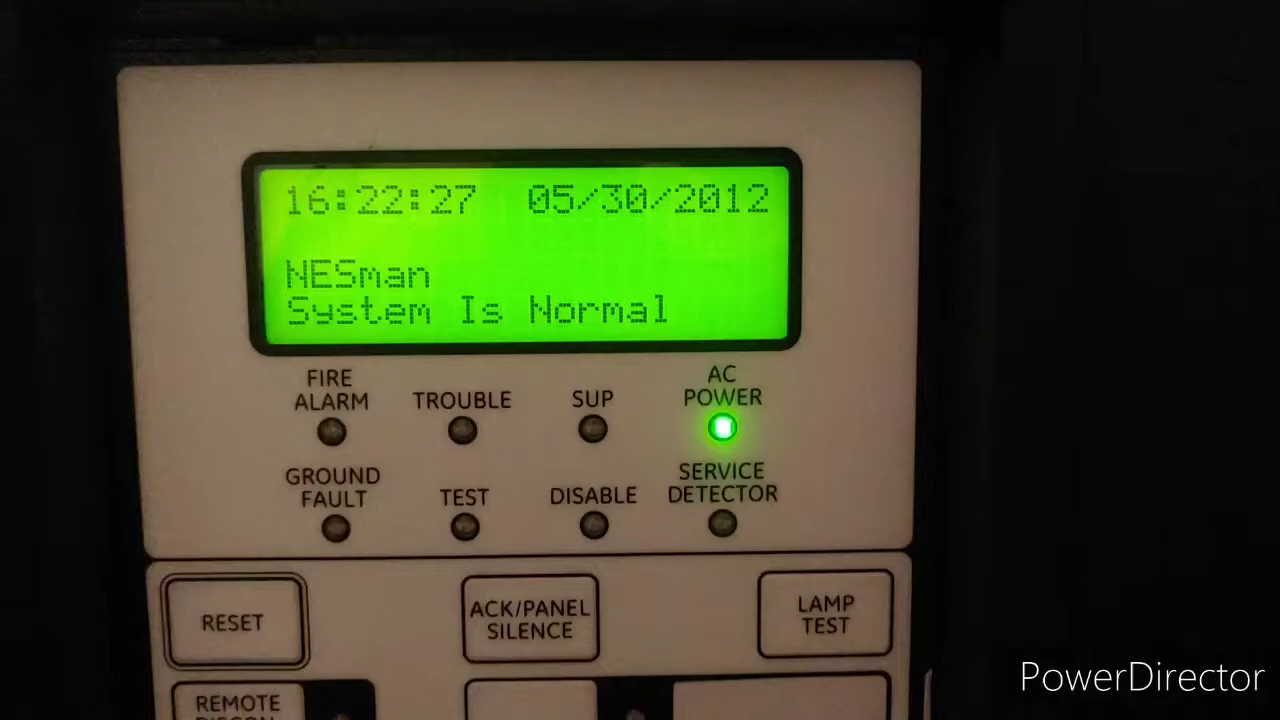 16:22:27 05/30/2012
NESman
System Is Normal
FIRE
ALARM
TROUBLE
SUP
AC
POWER
GROUND
FAULT
TEST
DISABLE
SERVICE
DETECTOR
RESET
ACK/PANEL
SILENCE
LAMP
TEST
REMOTE
PowerDirector